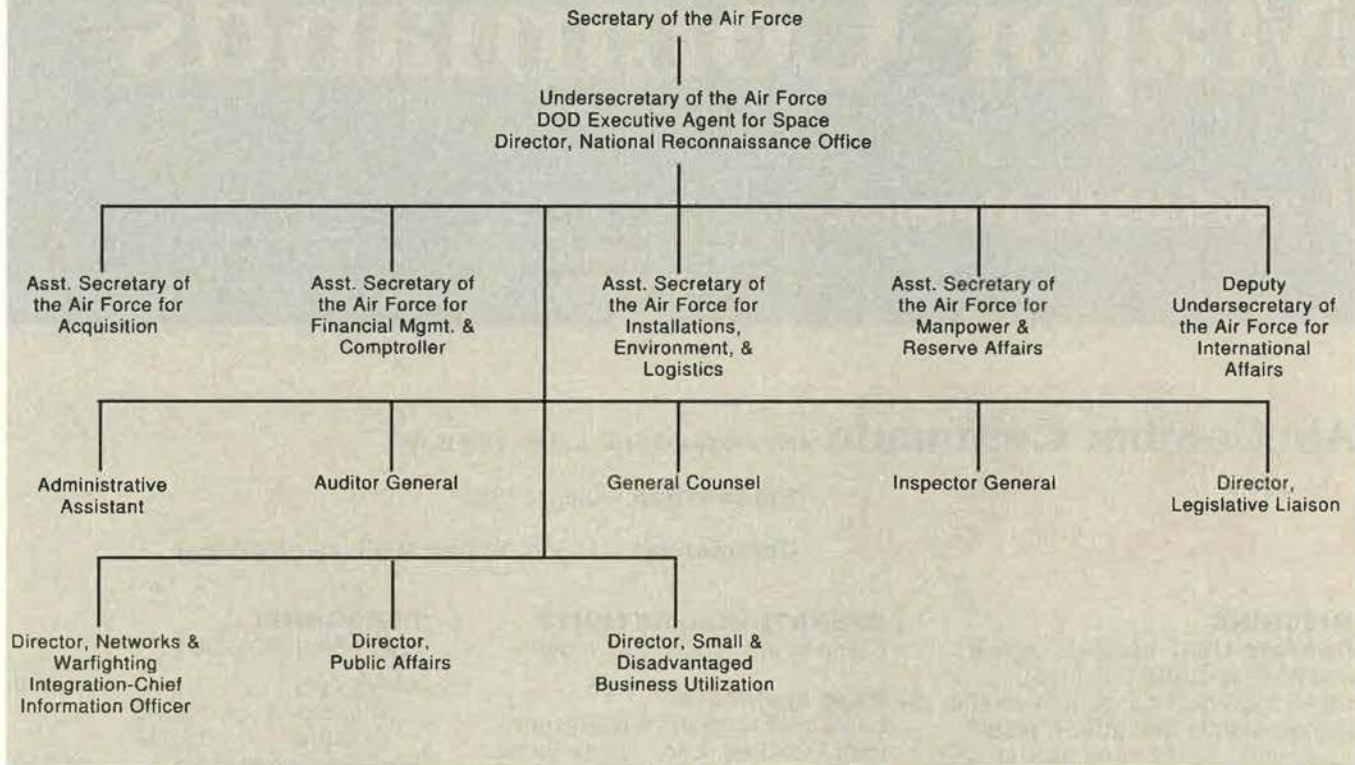 Secretary of the Air Force
Undersecretary of the Air Force
DOD Executive Agent for Space
Director, National Reconnaissance Office
Asst. Secretary of
the Air Force for
Acquisition
Asst. Secretary of
the Air Force for
Financial Mgmt. &
Comptroller
Asst. Secretary of
the Air Force for
Installations,
Environment, &
Logistics
Asst. Secretary of
the Air Force for
Manpower &
Reserve Affairs
Deputy
Undersecretary of
the Air Force for
International
Affairs
Administrative
Assistant
Auditor General
General Counsel
Inspector General
Director,
Legislative Liaison
Director, Networks &
Warfighting
Integration-Chief
Information Officer
Director,
Public Affairs
Director, Small &
Disadvantaged
Business Utilization